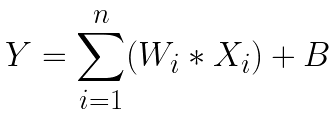 Y = \sum_{i=1}^{n} (W_i * X_i) + B